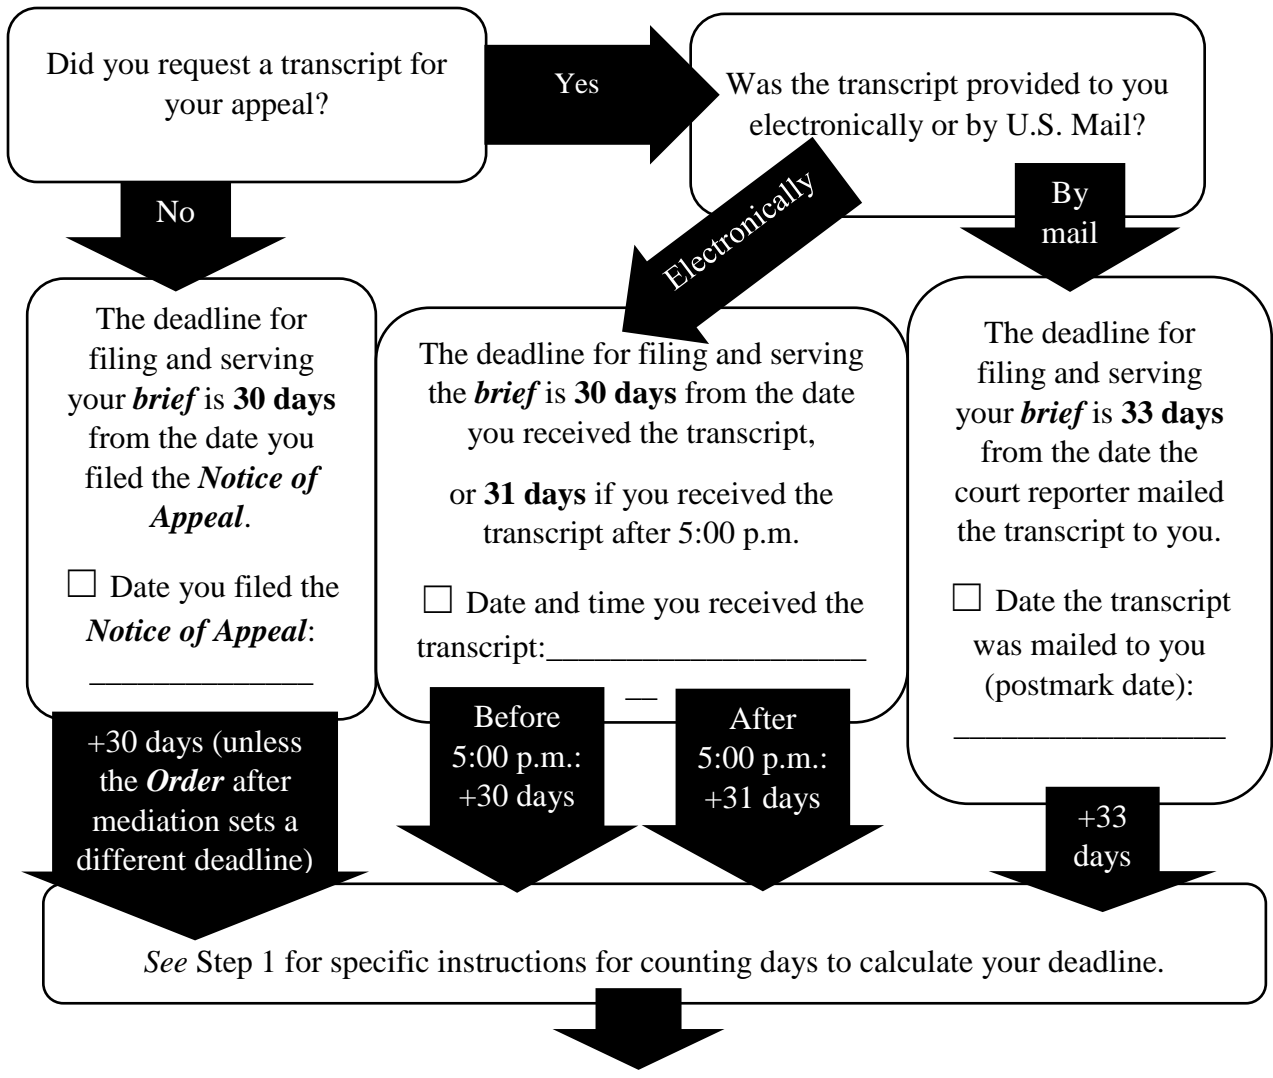 Did you request a transcript for
your appeal?
Yes
Was the transcript provided to you
electronically or by U.S. Mail?
No
Electronically
By
mail
The deadline for
filing and serving
your brief is 30 days
from the date you
filed the Notice of
Appeal.
☐ Date you filed the
Notice of Appeal:
______________
The deadline for filing and serving
the brief is 30 days from the date
you received the transcript,
or 31 days if you received the
transcript after 5:00 p.m.
☐ Date and time you received the
transcript:____________________
__
The deadline for
filing and serving
your brief is 33 days
from the date the
court reporter mailed
the transcript to you.
☐ Date the transcript
was mailed to you
(postmark date):
_________________
+30 days (unless
the Order after
mediation sets a
different deadline)
Before
5:00 p.m.:
+30 days
After
5:00 p.m.:
+31 days
+33
days
See Step 1 for specific instructions for counting days to calculate your deadline.